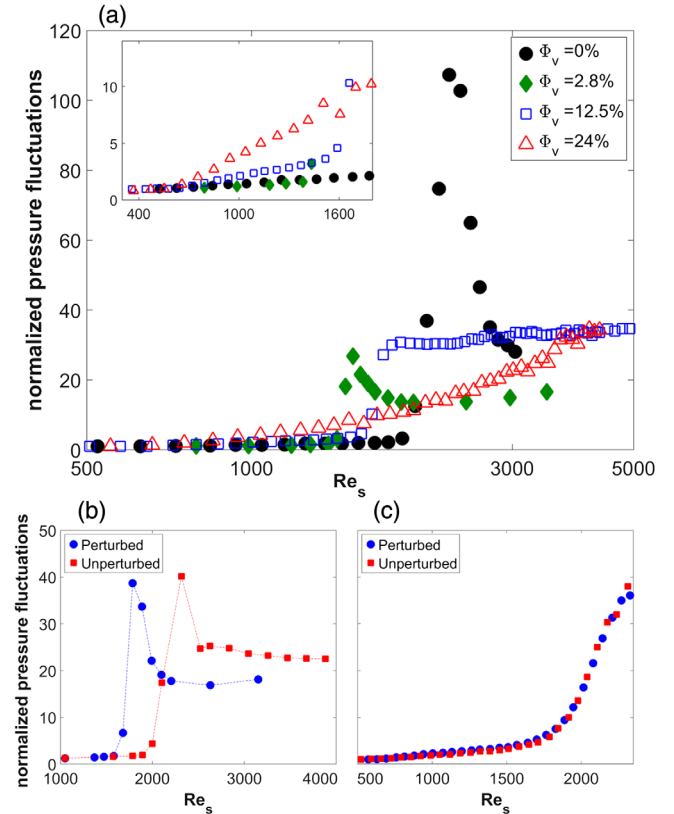 (a)
120
100
80
60
40
20
0
normalized pressure fluctuations
10
5
0
400
1000
1600
Φv =0%
Φv =2.8%
Φv =12.5%
Φv =24%
500
1000
3000
5000
Res
(b)
50
40
30
20
10
0
normalized pressure fluctuations
Perturbed
Unperturbed
1000
2000
3000
4000
Res
(c)
Perturbed
Unperturbed
500
1000
1500
2000
Res